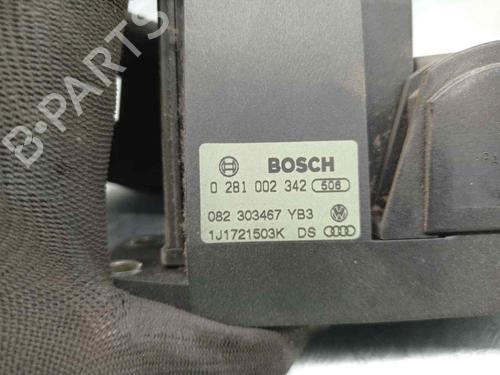 B-PARTS
BOSCH
0 281 002 342 506
082 303467 YB3
1J1721503K DS